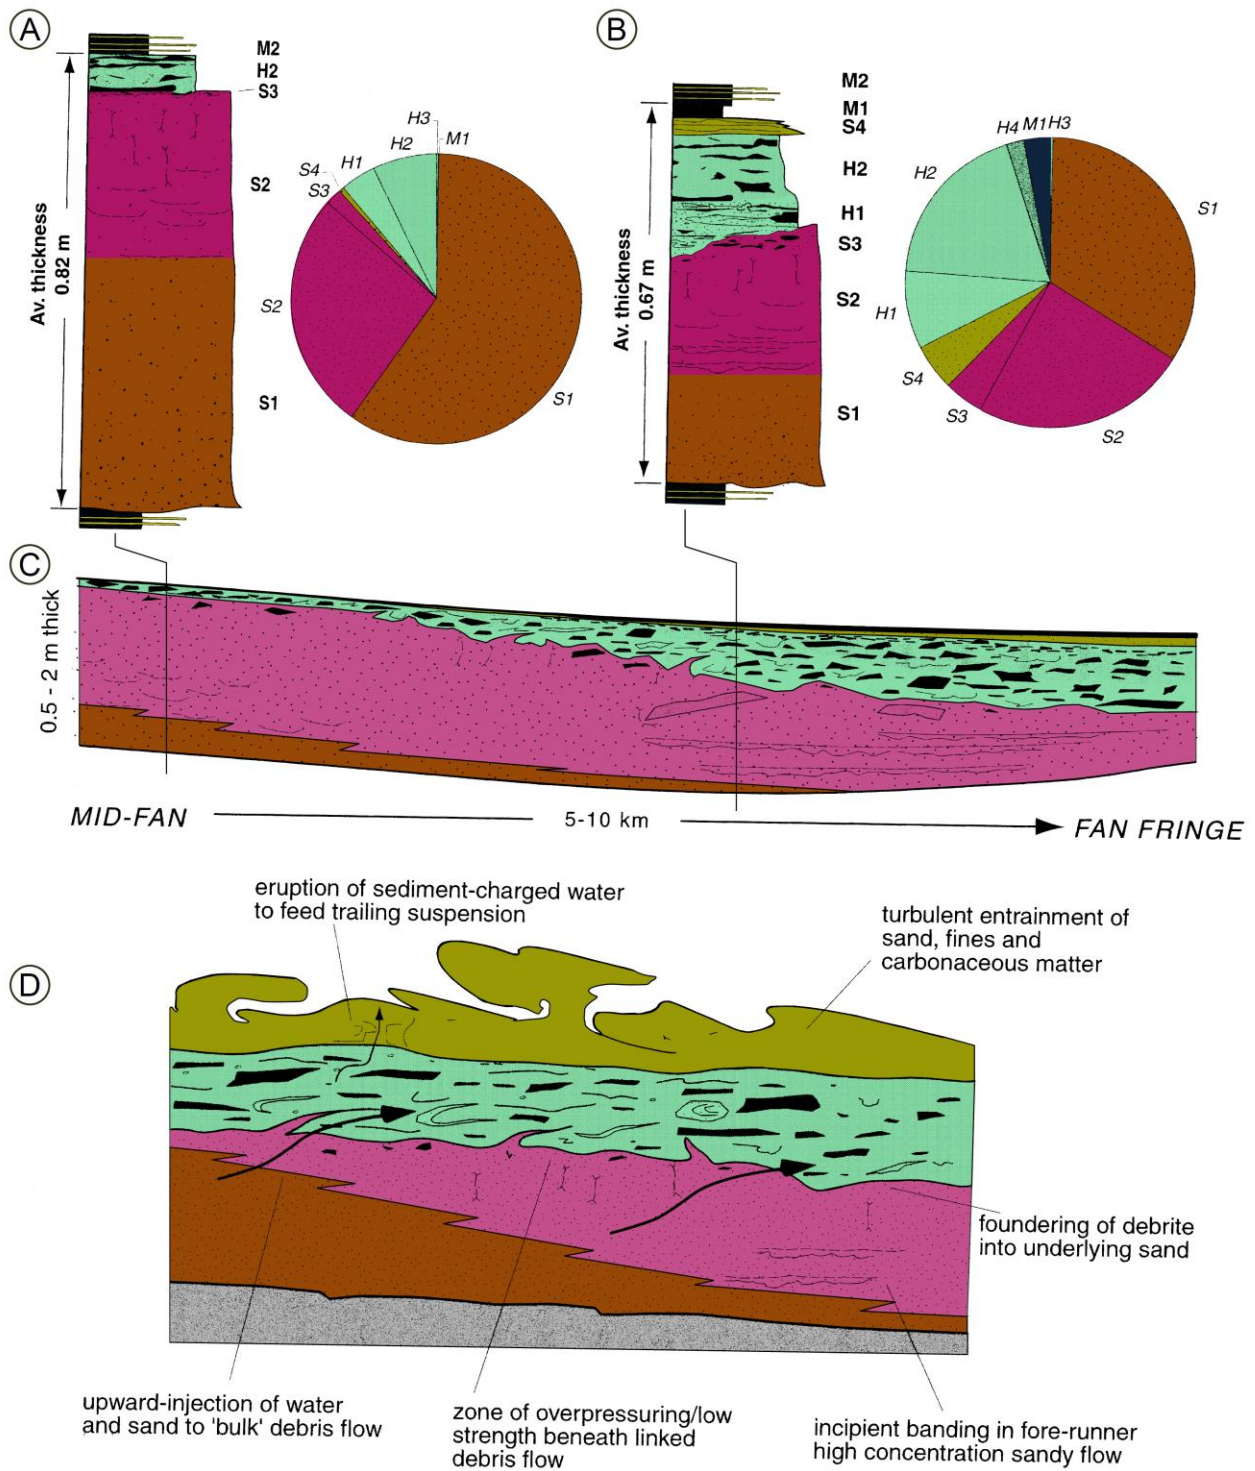 A
M2
H2
S3
S2
S1
Av. thickness
0.82 m
H3
M1
H2
H1
S4
S3
S2
S1
B
M2
M1
S4
H2
H1
S3
S2
S1
Av. thickness
0.67 m
H4 M1 H3
H2
S1
H1
S4
S3
S2
C
0.5 - 2 m thick
MID-FAN
5-10 km
FAN FRINGE
D
eruption of sediment-charged water
to feed trailing suspension
turbulent entrainment of
sand, fines and
carbonaceous matter
foundering of debrite
into underlying sand
upward-injection of water
and sand to 'bulk' debris flow
zone of overpressuring/low
strength beneath linked
debris flow
incipient banding in fore-runner
high concentration sandy flow